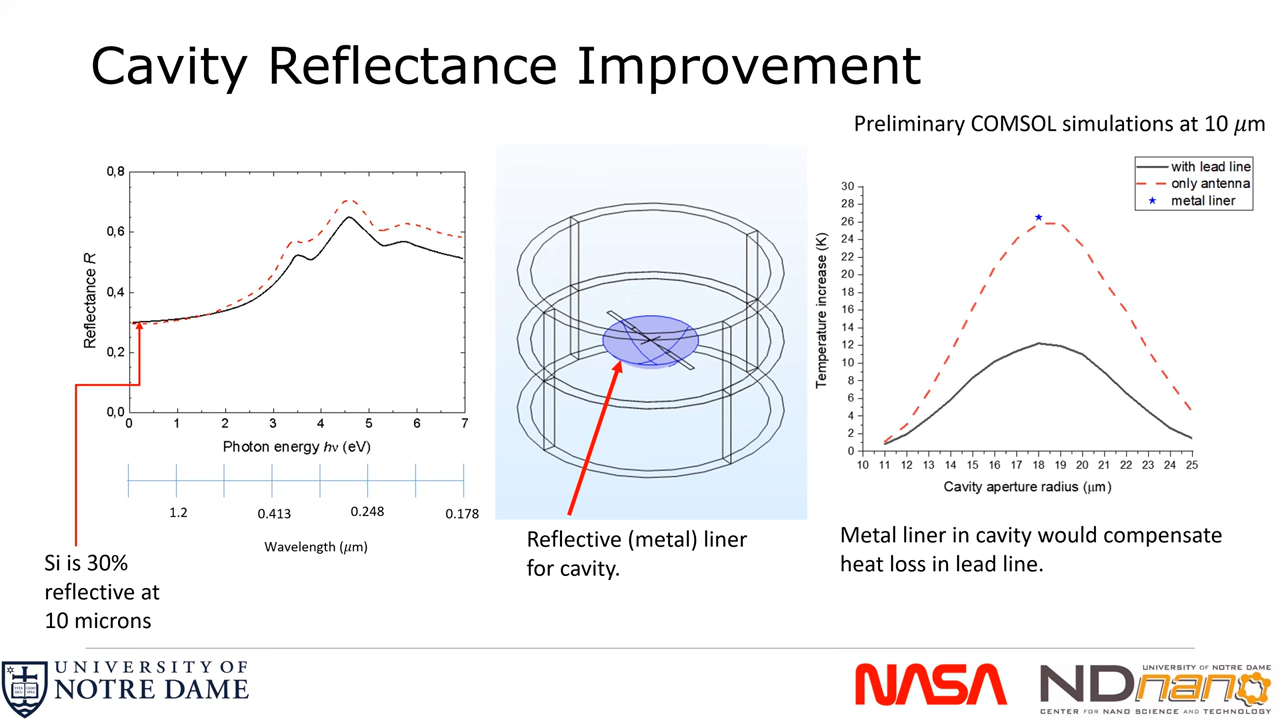 Cavity Reflectance Improvement
Preliminary COMSOL simulations at 10 𝜇m
0,8
0,6
0,4
0,2
0,0
Reflectance R
0 1 2 3 4 5 6 7
Photon energy hν (eV)
1.2 0.413 0.248 0.178
Wavelength (𝜇m)
Si is 30%
reflective at
10 microns
Reflective (metal) liner
for cavity.
with lead line
only antenna
metal liner
30
28
26
24
22
20
18
16
14
12
10
8
6
4
2
0
Temperature increase (K)
10 11 12 13 14 15 16 17 18 19 20 21 22 23 24 25
Cavity aperture radius (μm)
Metal liner in cavity would compensate
heat loss in lead line.
UNIVERSITY OF
NOTRE DAME
NASA
UNIVERSITY OF NOTRE DAME
NDnano
CENTER FOR NANO SCIENCE AND TECHNOLOGY